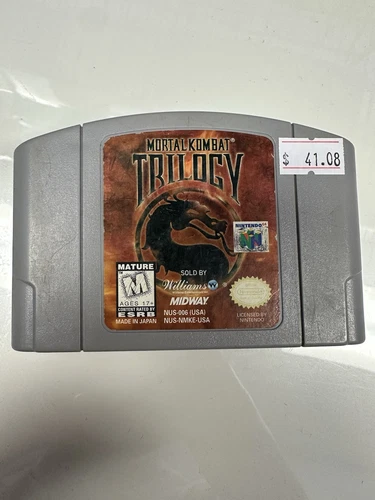 MORTAL KOMBAT
TRILOGY
$ 41.08
NINTENDO
MATURE
M
AGES 17+
CONTENT RATED BY
ESRB
MADE IN JAPAN
SOLD BY
Williams
MIDWAY
NUS-006 (USA)
NUS-NMKE-USA
LICENSED BY
NINTENDO